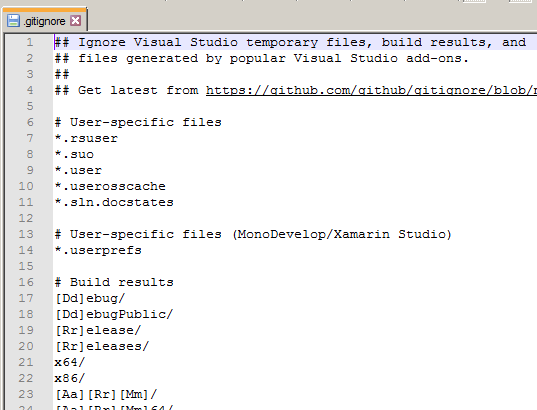 .gitignore
1 ## Ignore Visual Studio temporary files, build results, and
2 ## files generated by popular Visual Studio add-ons.
3 ##
4 ## Get latest from https://github.com/github/gitignore/blob/
5
6 # User-specific files
7 *.rsuser
8 *.suo
9 *.user
10 *.userosscache
11 *.sln.docstates
12
13 # User-specific files (MonoDevelop/Xamarin Studio)
14 *.userprefs
15
16 # Build results
17 [Dd]ebug/
18 [Dd]ebugPublic/
19 [Rr]elease/
20 [Rr]eleases/
21 x64/
22 x86/
23 [Aa][Rr][Mm]/
24 [Aa][Rr][Mm]64/